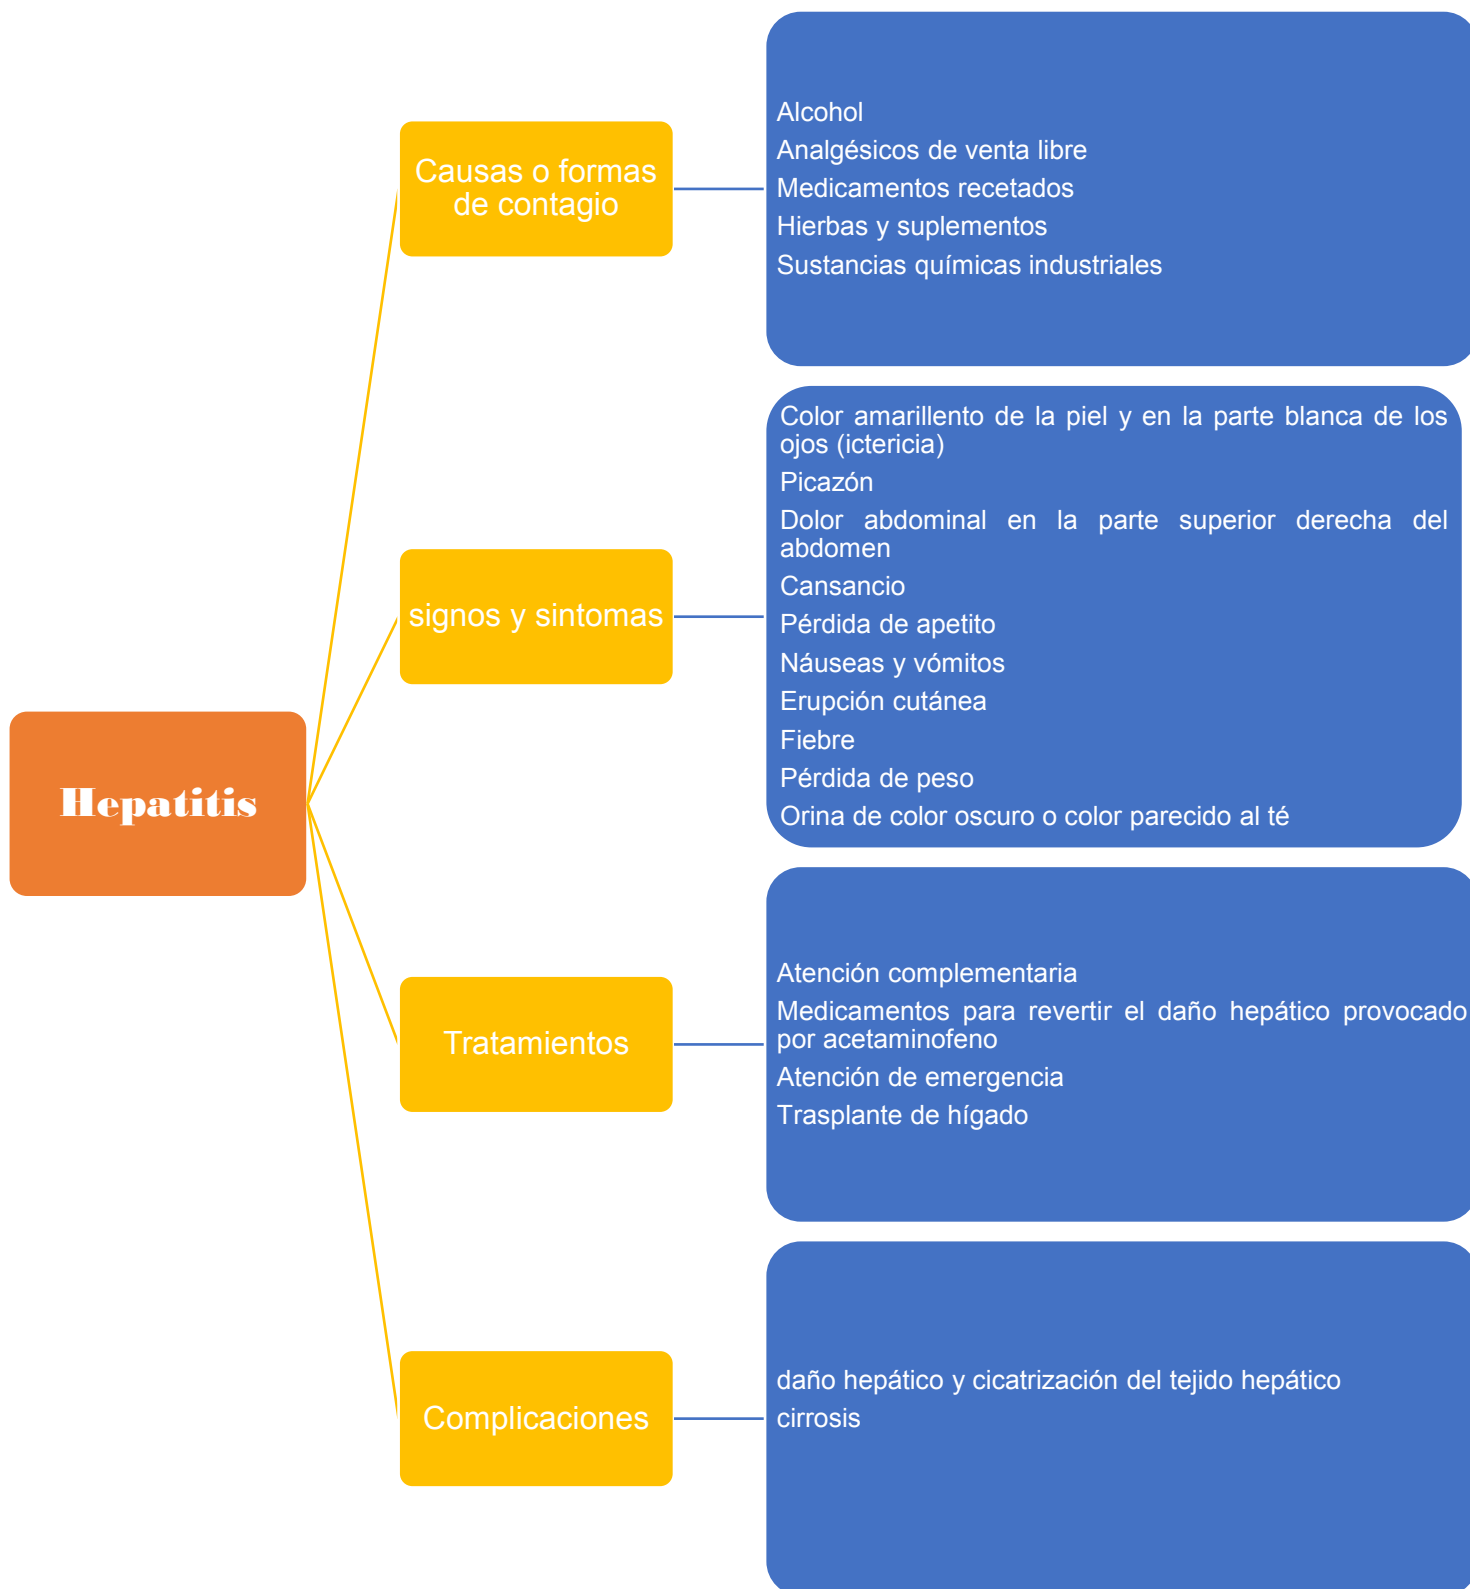 Causas o formas
de contagio
Alcohol
Analgésicos de venta libre
Medicamentos recetados
Hierbas y suplementos
Sustancias químicas industriales
signos y sintomas
Color amarillento de la piel y en la parte blanca de los
ojos (ictericia)
Picazón
Dolor abdominal en la parte superior derecha del
abdomen
Cansancio
Pérdida de apetito
Náuseas y vómitos
Erupción cutánea
Fiebre
Pérdida de peso
Orina de color oscuro o color parecido al té
Hepatitis
Tratamientos
Atención complementaria
Medicamentos para revertir el daño hepático provocado
por acetaminofeno
Atención de emergencia
Trasplante de hígado
Complicaciones
daño hepático y cicatrización del tejido hepático
cirrosis